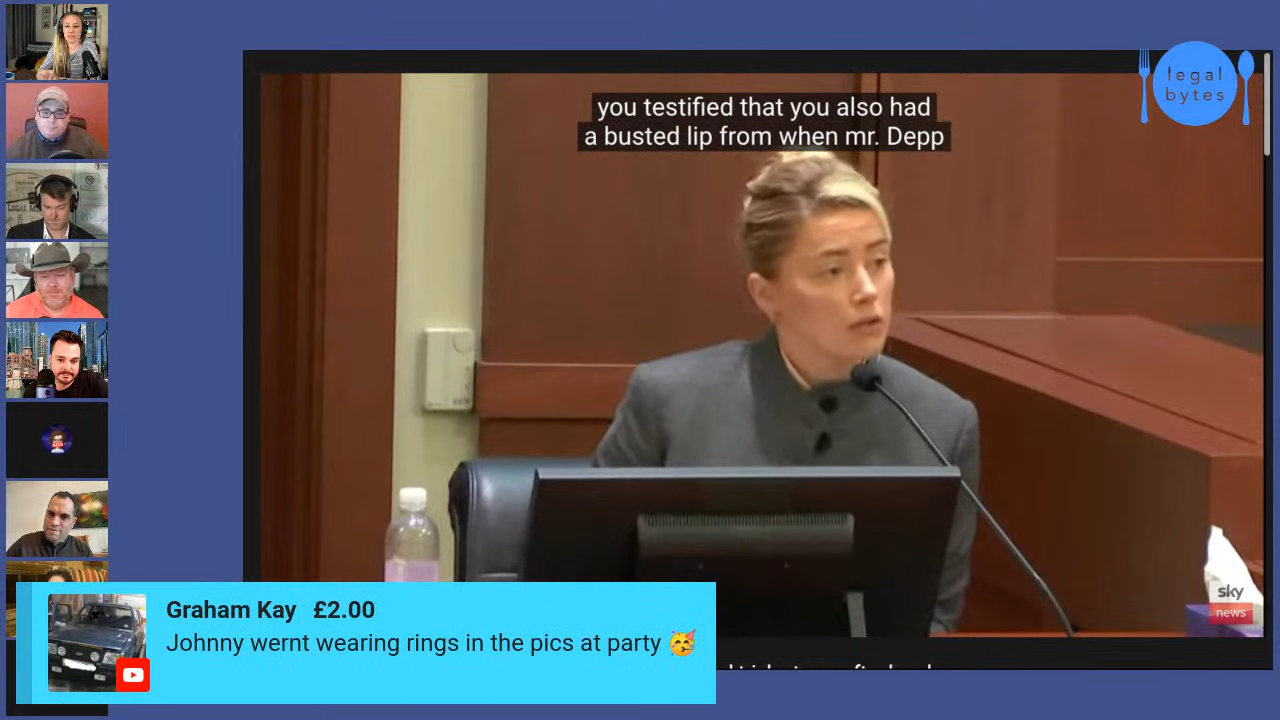 you testified that you also had
a busted lip from when mr. Depp
legal
bytes
sky
news
Graham Kay £2.00
Johnny wernt wearing rings in the pics at party 🥳